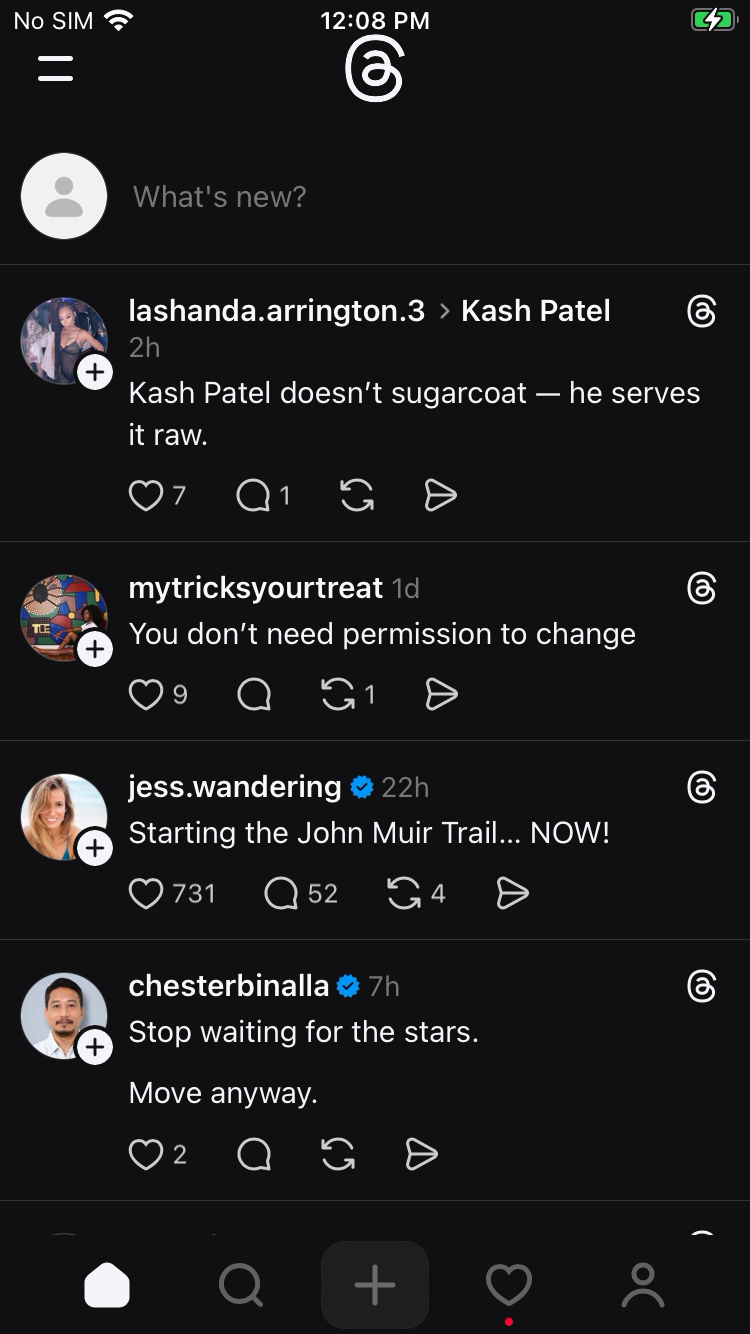 No SIM 12:08 PM
What's new?
lashanda.arrington.3 > Kash Patel
2h
Kash Patel doesn’t sugarcoat — he serves
it raw.
7 1
mytricksyourtreat 1d
You don’t need permission to change
9 1
jess.wandering 22h
Starting the John Muir Trail... NOW!
731 52 4
chesterbinalla 7h
Stop waiting for the stars.
Move anyway.
2